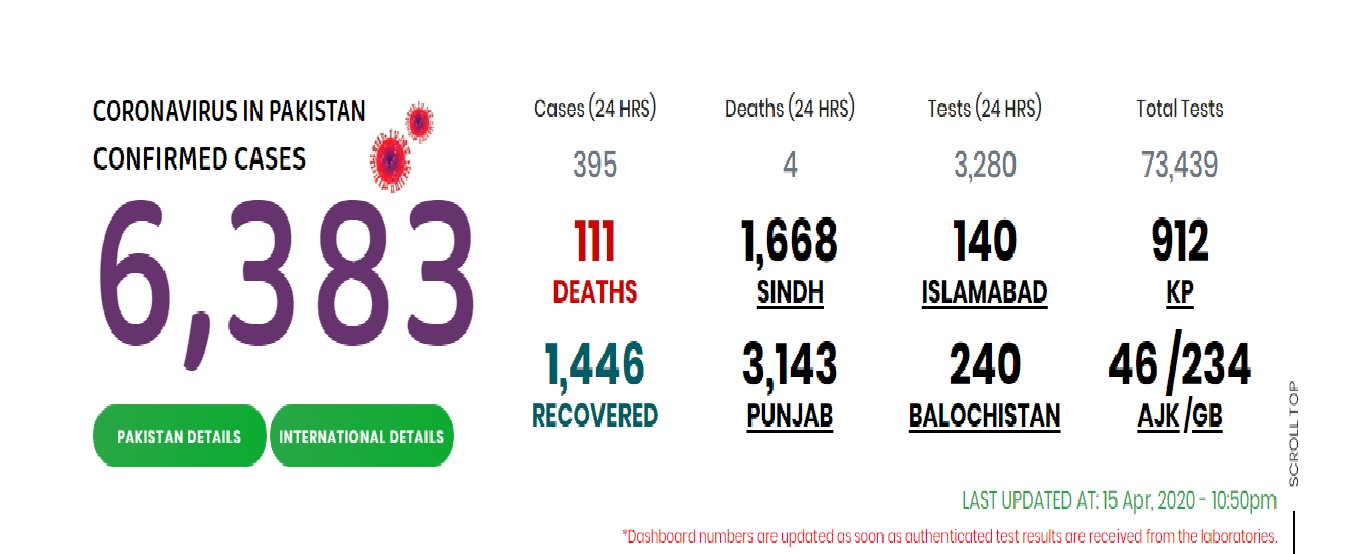 CORONAVIRUS IN PAKISTAN
CONFIRMED CASES
6,383
PAKISTAN DETAILS
INTERNATIONAL DETAILS
Cases (24 HRS)
395
Deaths (24 HRS)
4
Tests (24 HRS)
3,280
Total Tests
73,439
111
DEATHS
1,668
SINDH
140
ISLAMABAD
912
KP
1,446
RECOVERED
3,143
PUNJAB
240
BALOCHISTAN
46 /234
AJK /GB
SCROLL TOP
LAST UPDATED AT: 15 Apr, 2020 - 10:50pm
*Dashboard numbers are updated as soon as authenticated test results are received from the laboratories.